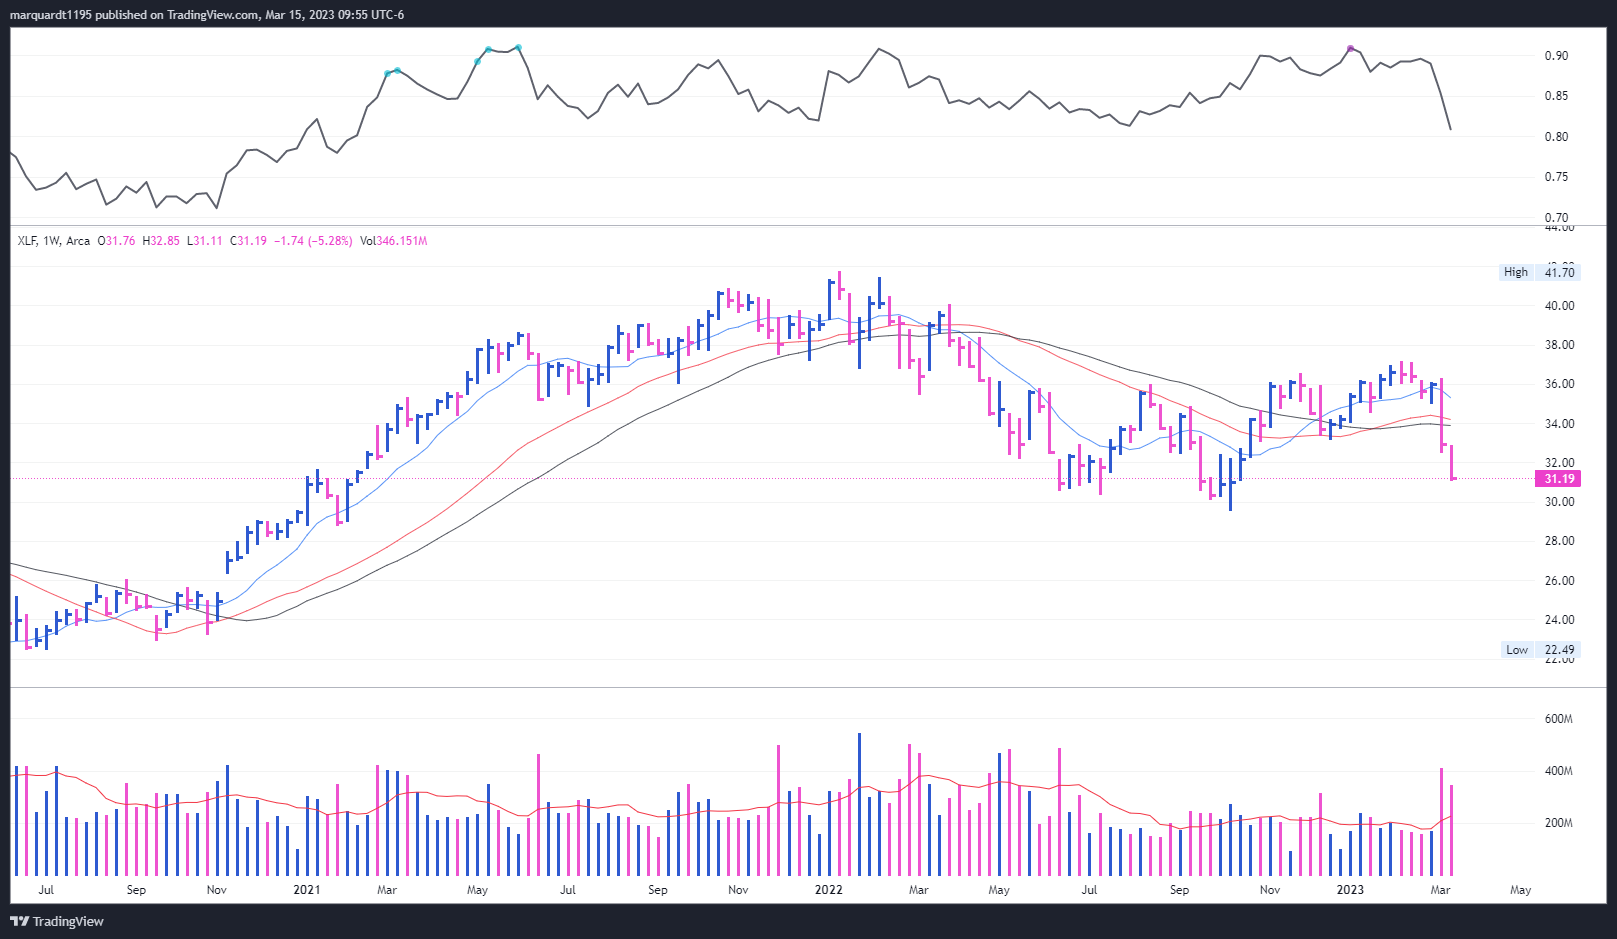 marquardt1195 published on TradingView.com, Mar 15, 2023 09:55 UTC-6
0.90
0.85
0.80
0.75
0.70
44.00
XLF, 1W, Arca O31.76 H32.85 L31.11 C31.19 −1.74 (−5.28%) Vol346.151M
High 41.70
40.00
38.00
36.00
34.00
32.00
31.19
30.00
28.00
26.00
24.00
Low 22.49
22.00
600M
400M
200M
Jul Sep Nov 2021 Mar May Jul Sep Nov 2022 Mar May Jul Sep Nov 2023 Mar May
TradingView